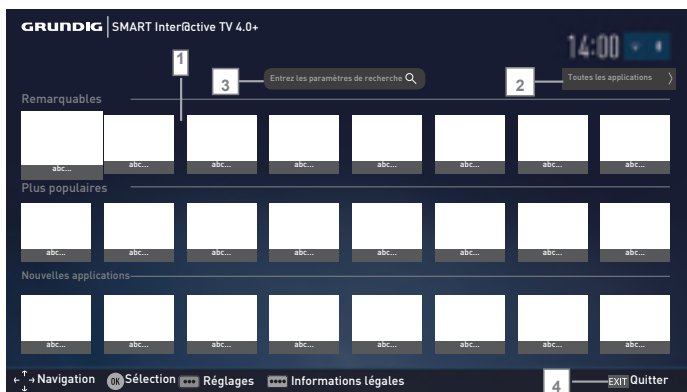 GRUNDIG SMART Inter@ctive TV 4.0+
14:00
1
3
Entrez les paramètres de recherche
2
Toutes les applications
Remarquables
abc... abc... abc... abc... abc... abc... abc... abc...
Plus populaires
abc... abc... abc... abc... abc... abc... abc... abc...
Nouvelles applications
abc... abc... abc... abc... abc... abc... abc... abc...
Navigation OK Sélection Réglages Informations légales 4 EXIT Quitter